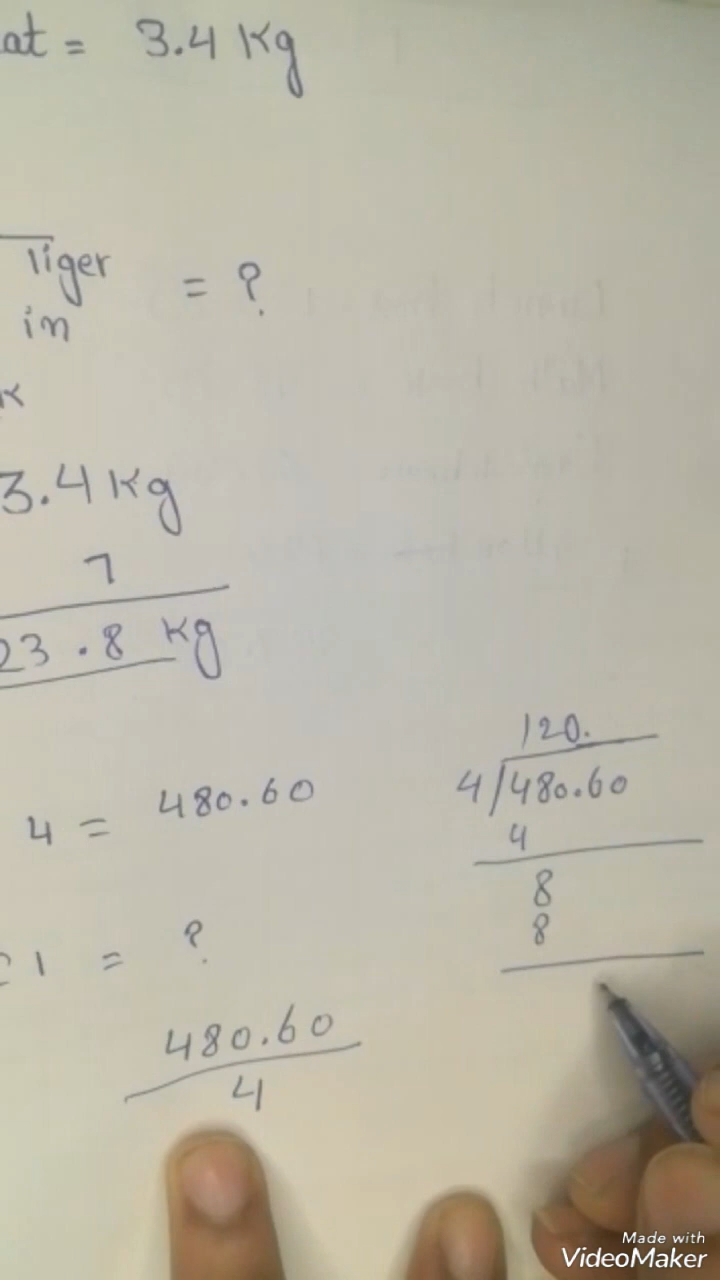 at = 3.4 Kg
tiger = ?
in
K
3.4 Kg
7
23.8 kg
4 = 480.60
1 = ?
480.60
4
120.
4/480.60
4
8
8
Made with
VideoMaker